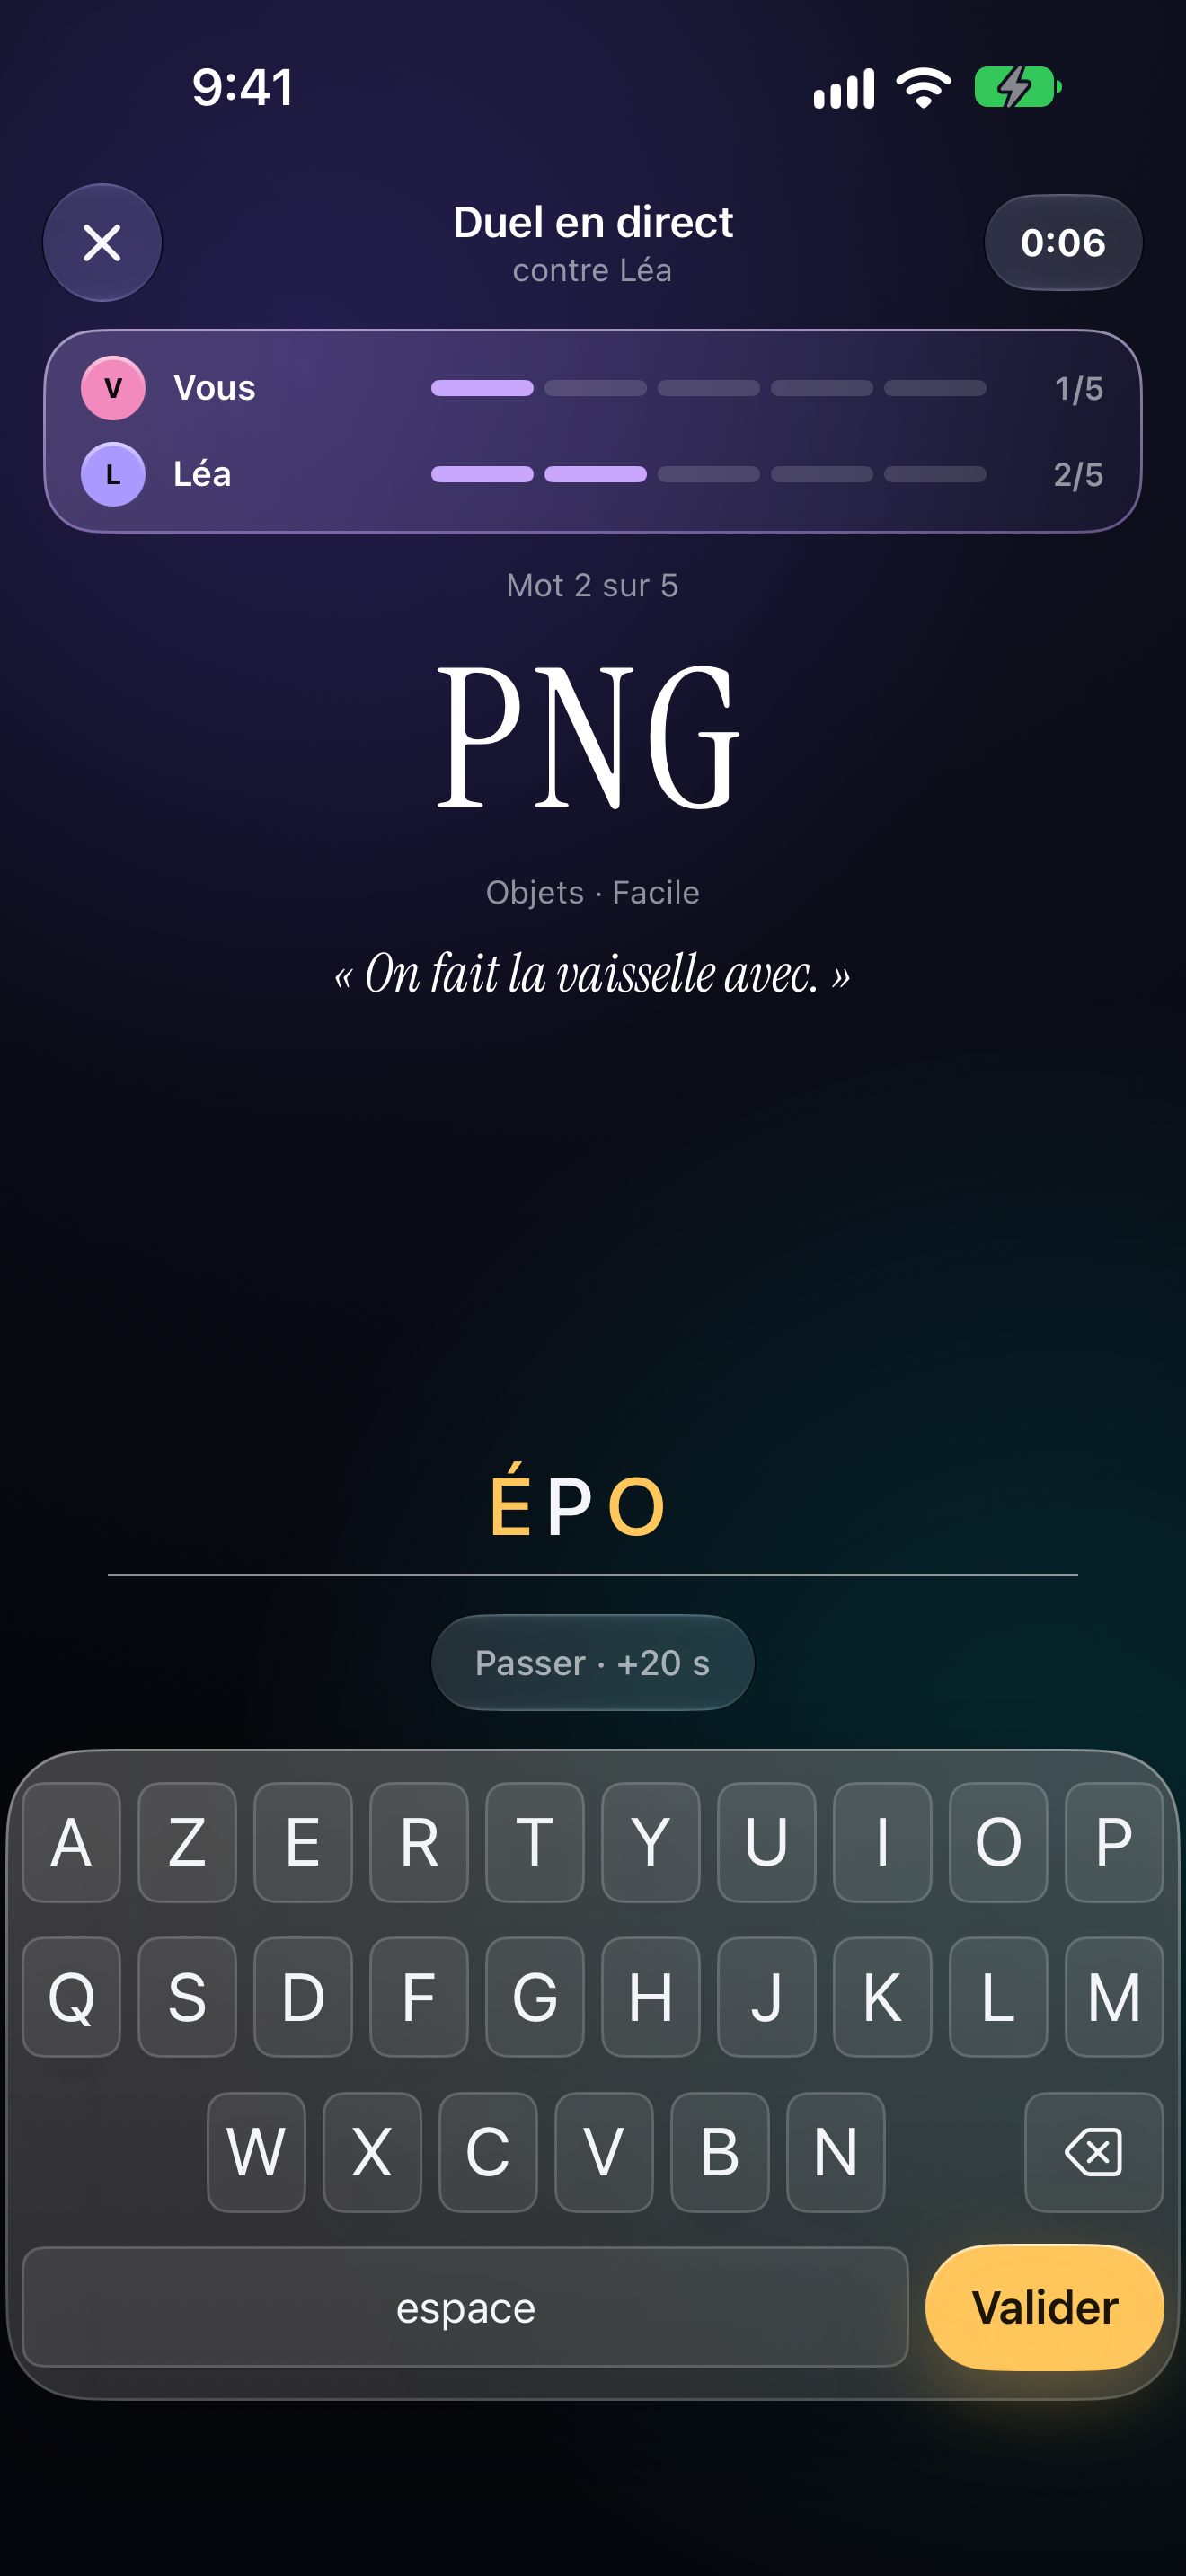 9:41
Duel en direct
contre Léa
0:06
V Vous 1/5
L Léa 2/5
Mot 2 sur 5
PNG
Objets · Facile
« On fait la vaisselle avec. »
ÉPO
Passer · +20 s
A Z E R T Y U I O P
Q S D F G H J K L M
W X C V B N
espace Valider